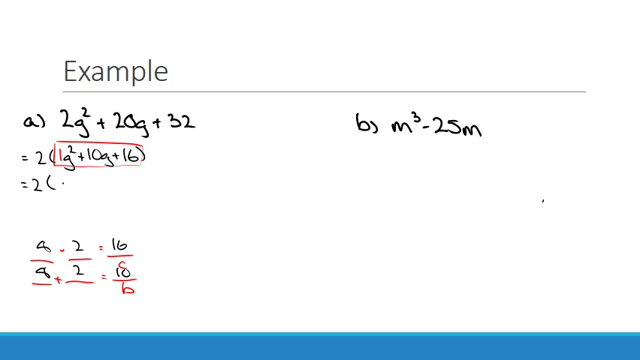 Example
a) 2g² + 20g + 32
= 2(1g² + 10g + 16)
= 2(
8 · 2 = 16
c
8 + 2 = 10
b
b) m³ - 25m